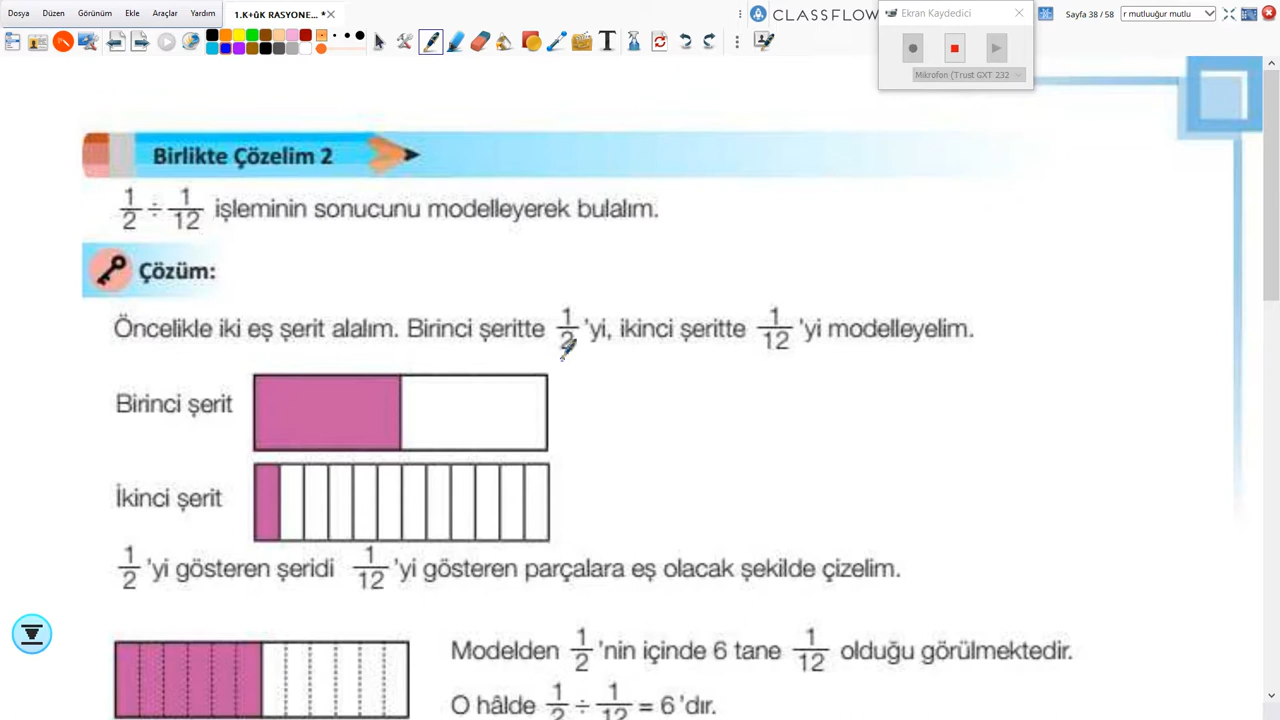 Dosya Düzen Görünüm Ekle Araçlar Yardım 1.K+ûK RASYONE... * CLASSFLOW Ekran Kaydedici Sayfa 38 / 58 r mutluuğur mutlu
Mikrofon (Trust GXT 232
Birlikte Çözelim 2
1/2 ÷ 1/12 işleminin sonucunu modelleyerek bulalım.
Çözüm:
Öncelikle iki eş şerit alalım. Birinci şeritte 1/2 'yi, ikinci şeritte 1/12 'yi modelleyelim.
Birinci şerit
İkinci şerit
1/2 'yi gösteren şeridi 1/12 'yi gösteren parçalara eş olacak şekilde çizelim.
Modelden 1/2 'nin içinde 6 tane 1/12 olduğu görülmektedir.
O hâlde 1/2 ÷ 1/12 = 6 'dır.